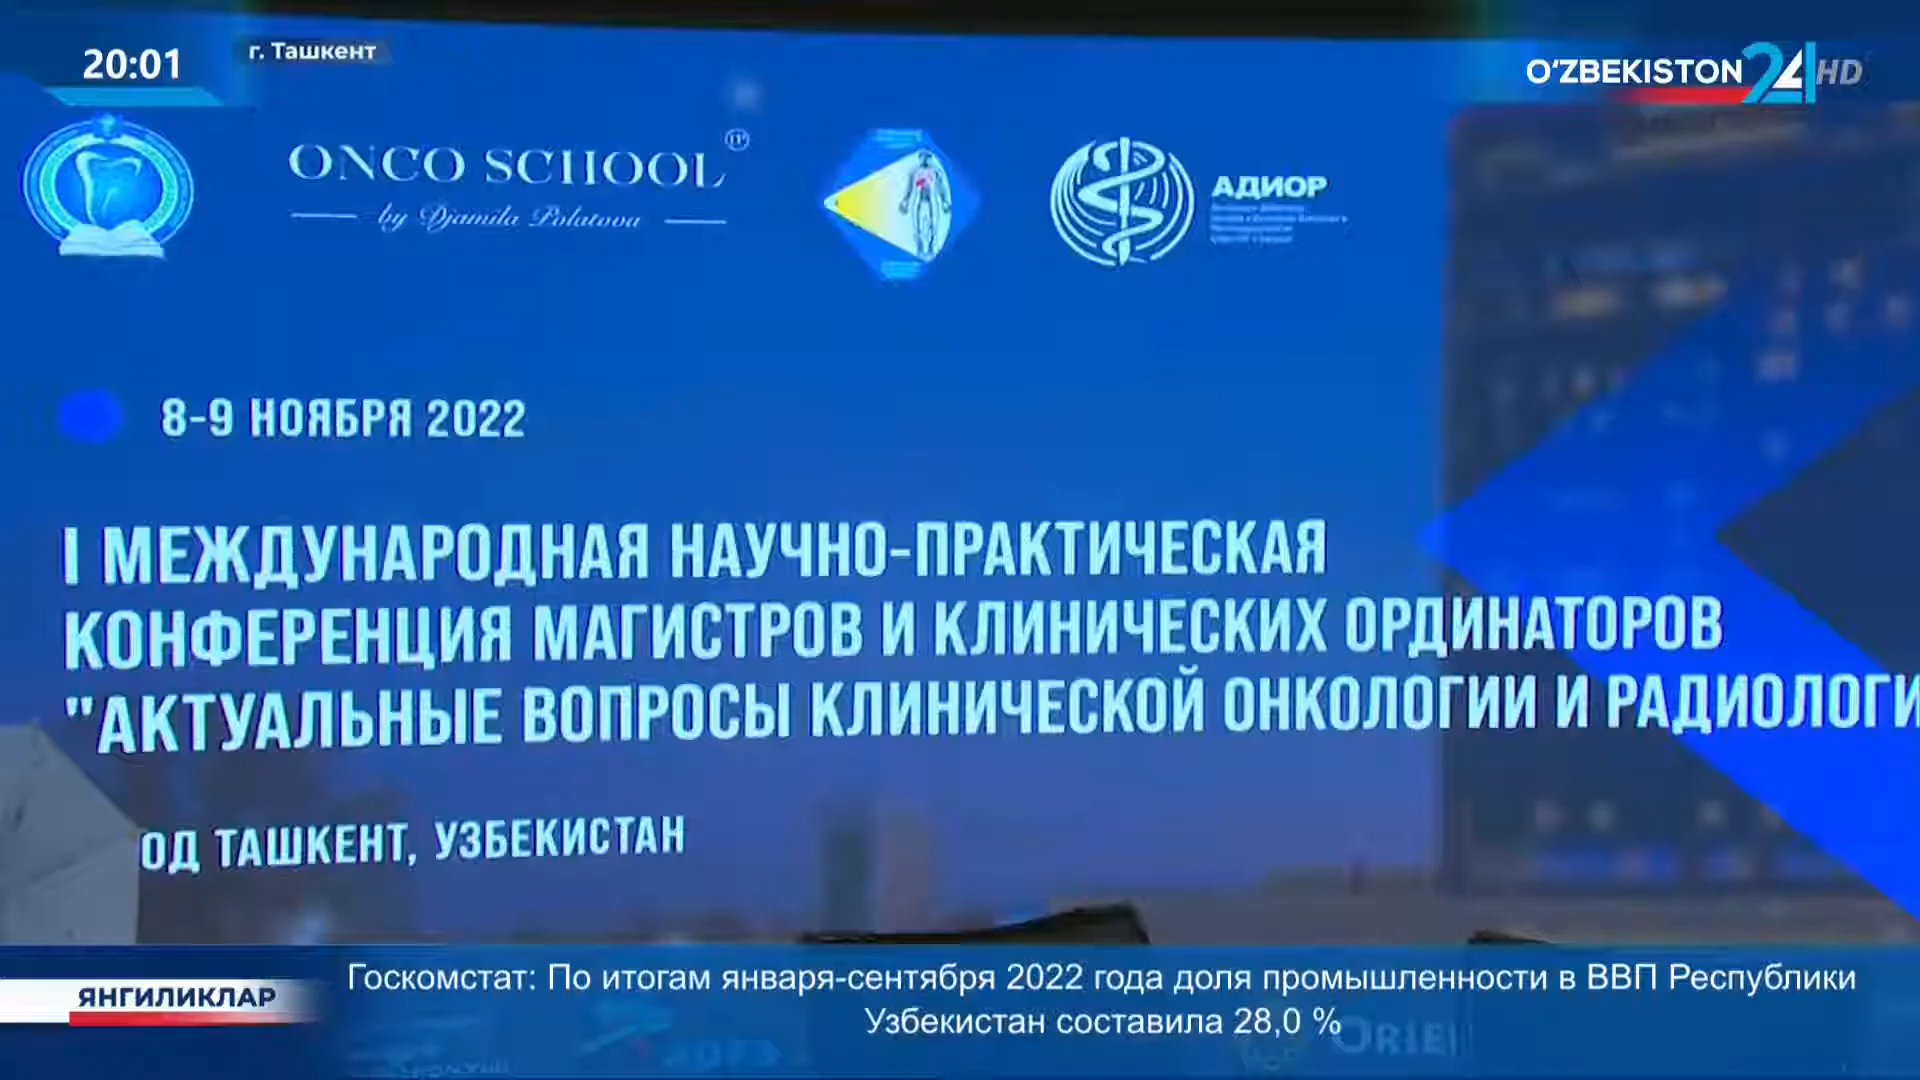 20:01
г. Ташкент
O‘ZBEKISTON 24 HD
ONCO SCHOOL
by Djamila Polatova
АДИОР
8-9 НОЯБРЯ 2022
I МЕЖДУНАРОДНАЯ НАУЧНО-ПРАКТИЧЕСКАЯ
КОНФЕРЕНЦИЯ МАГИСТРОВ И КЛИНИЧЕСКИХ ОРДИНАТОРОВ
"АКТУАЛЬНЫЕ ВОПРОСЫ КЛИНИЧЕСКОЙ ОНКОЛОГИИ И РАДИОЛОГИ
ОД ТАШКЕНТ, УЗБЕКИСТАН
ЯНГИЛИКЛАР
Госкомстат: По итогам января-сентября 2022 года доля промышленности в ВВП Республики
Узбекистан составила 28,0 %